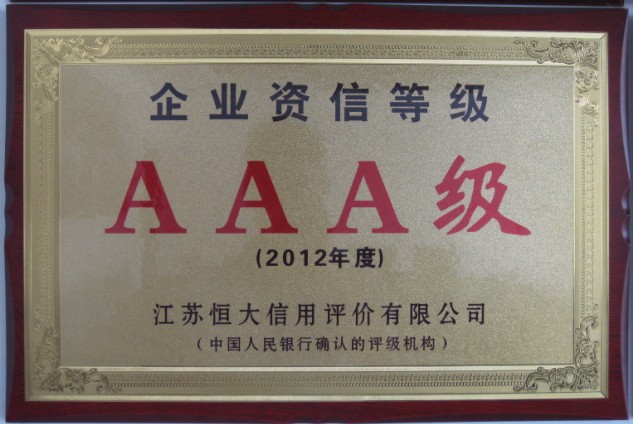 企业资信等级
AAA级
(2012年度)
江苏恒大信用评价有限公司
（中国人民银行确认的评级机构）